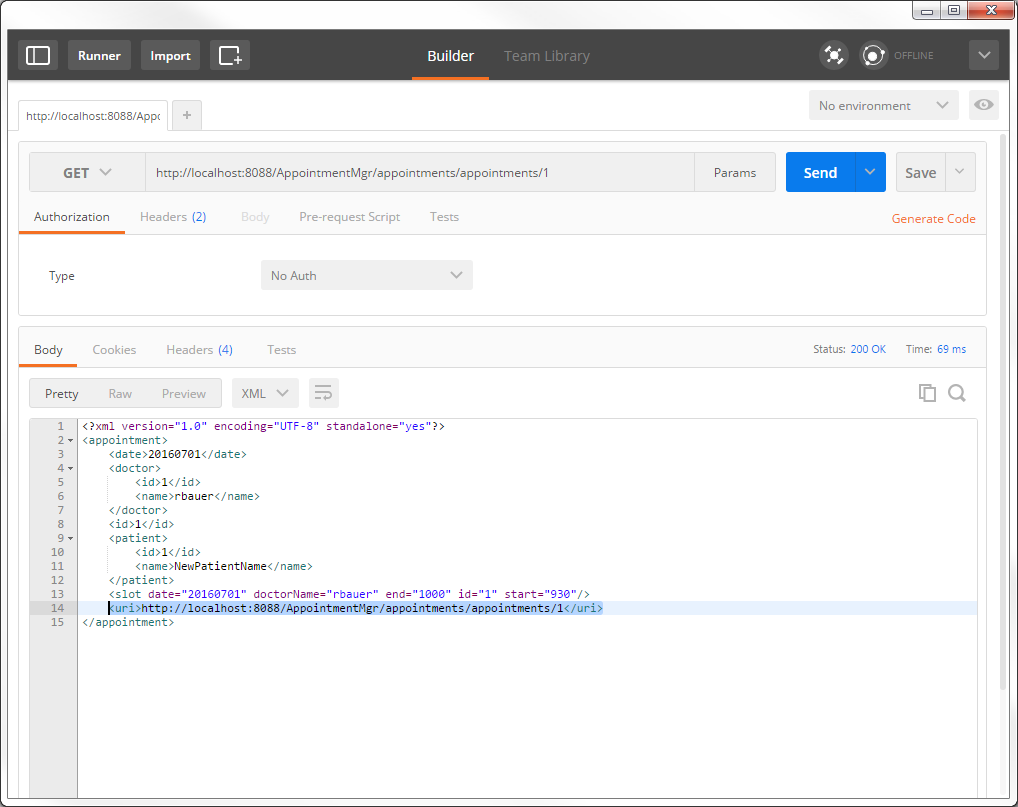 Runner Import Builder Team Library OFFLINE
http://localhost:8088/Appo + No environment
GET http://localhost:8088/AppointmentMgr/appointments/appointments/1 Params Send Save
Authorization Headers (2) Body Pre-request Script Tests Generate Code
Type No Auth
Body Cookies Headers (4) Tests Status: 200 OK Time: 69 ms
Pretty Raw Preview XML
1 <?xml version="1.0" encoding="UTF-8" standalone="yes"?>
2 <appointment>
3 <date>20160701</date>
4 <doctor>
5 <id>1</id>
6 <name>rbauer</name>
7 </doctor>
8 <id>1</id>
9 <patient>
10 <id>1</id>
11 <name>NewPatientName</name>
12 </patient>
13 <slot date="20160701" doctorName="rbauer" end="1000" id="1" start="930"/>
14 <uri>http://localhost:8088/AppointmentMgr/appointments/appointments/1</uri>
15 </appointment>